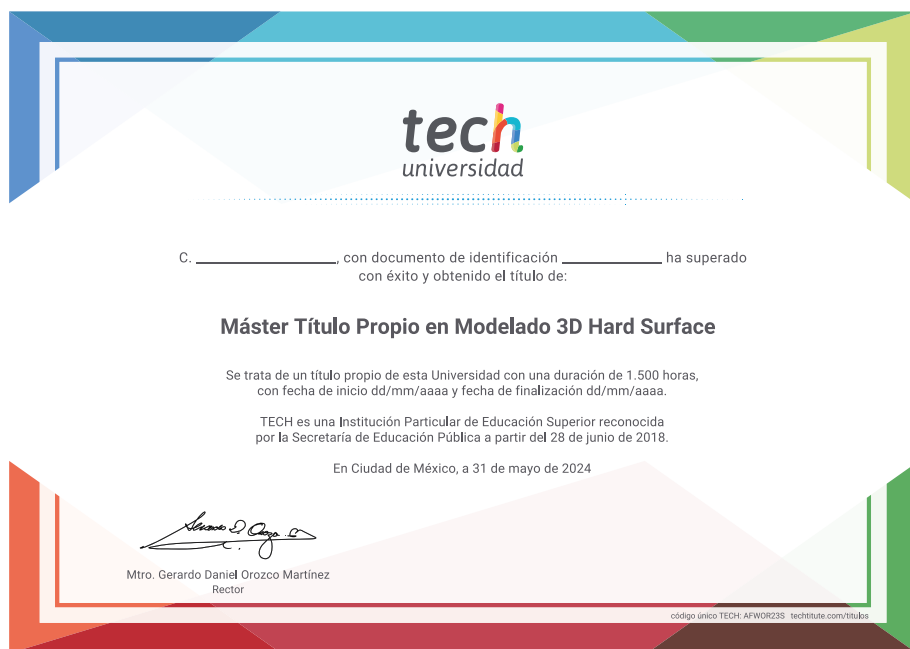 tech
universidad
C. ____________________, con documento de identificación ______________ ha superado
con éxito y obtenido el título de:
Máster Título Propio en Modelado 3D Hard Surface
Se trata de un título propio de esta Universidad con una duración de 1.500 horas,
con fecha de inicio dd/mm/aaaa y fecha de finalización dd/mm/aaaa.
TECH es una Institución Particular de Educación Superior reconocida
por la Secretaría de Educación Pública a partir del 28 de junio de 2018.
En Ciudad de México, a 31 de mayo de 2024
Mtro. Gerardo Daniel Orozco Martínez
Rector
código único TECH: AFWOR23S techtitute.com/titulos